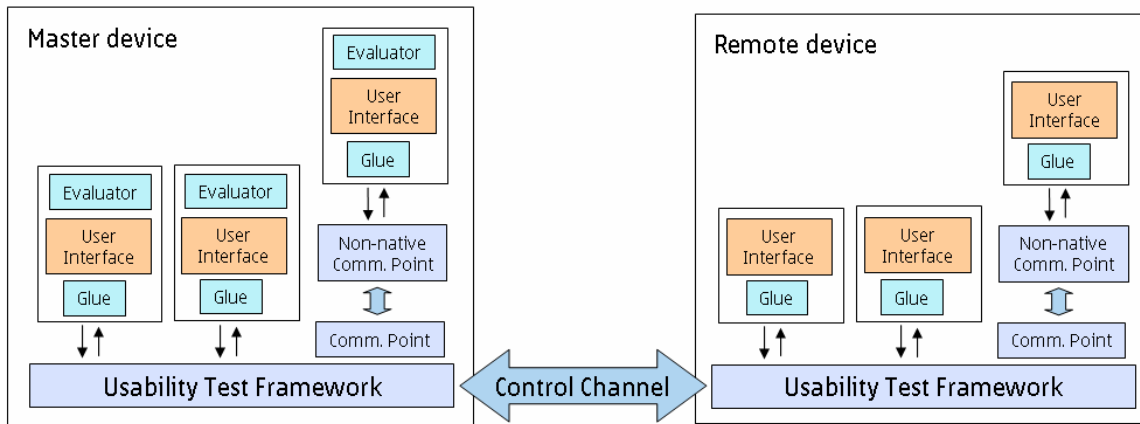 Master device
Evaluator
User
Interface
Glue
Evaluator
User
Interface
Glue
Evaluator
User
Interface
Glue
Non-native
Comm. Point
Comm. Point
Usability Test Framework
Control Channel
Remote device
User
Interface
Glue
User
Interface
Glue
User
Interface
Glue
Non-native
Comm. Point
Comm. Point
Usability Test Framework